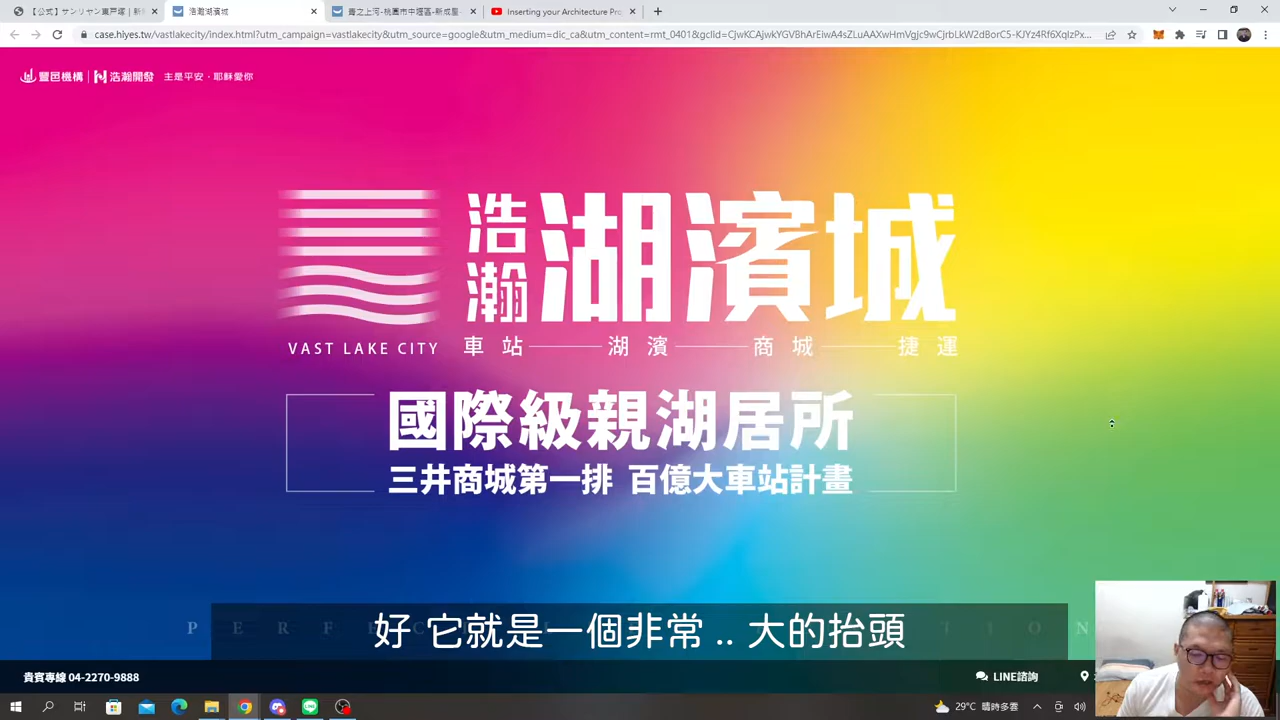 【公式】サンリヤン東戸塚 | 新
浩瀚湖濱城
青之上河-桃園市中壢區-新成屋
Inserting your Architecture Pro
case.hiyes.tw/vastlakecity/index.html?utm_campaign=vastlakecity&utm_source=google&utm_medium=dic_ca&utm_content=rmt_0401&gclid=CjwKCAjwkYGVBhArEiwA4sZLuAAXwHmVgjc9wCJrbLkW2dBorC5-KJYz4Rf6XqIzPx...
豐邑機構 浩瀚開發 主是平安・耶穌愛你
浩瀚湖濱城
VAST LAKE CITY 車站 湖濱 商城 捷運
國際級親湖居所
三井商城第一排 百億大車站計畫
好 它就是一個非常 .. 大的抬頭
貴賓專線 04-2270-9888
LINE諮詢
29°C 晴時多雲